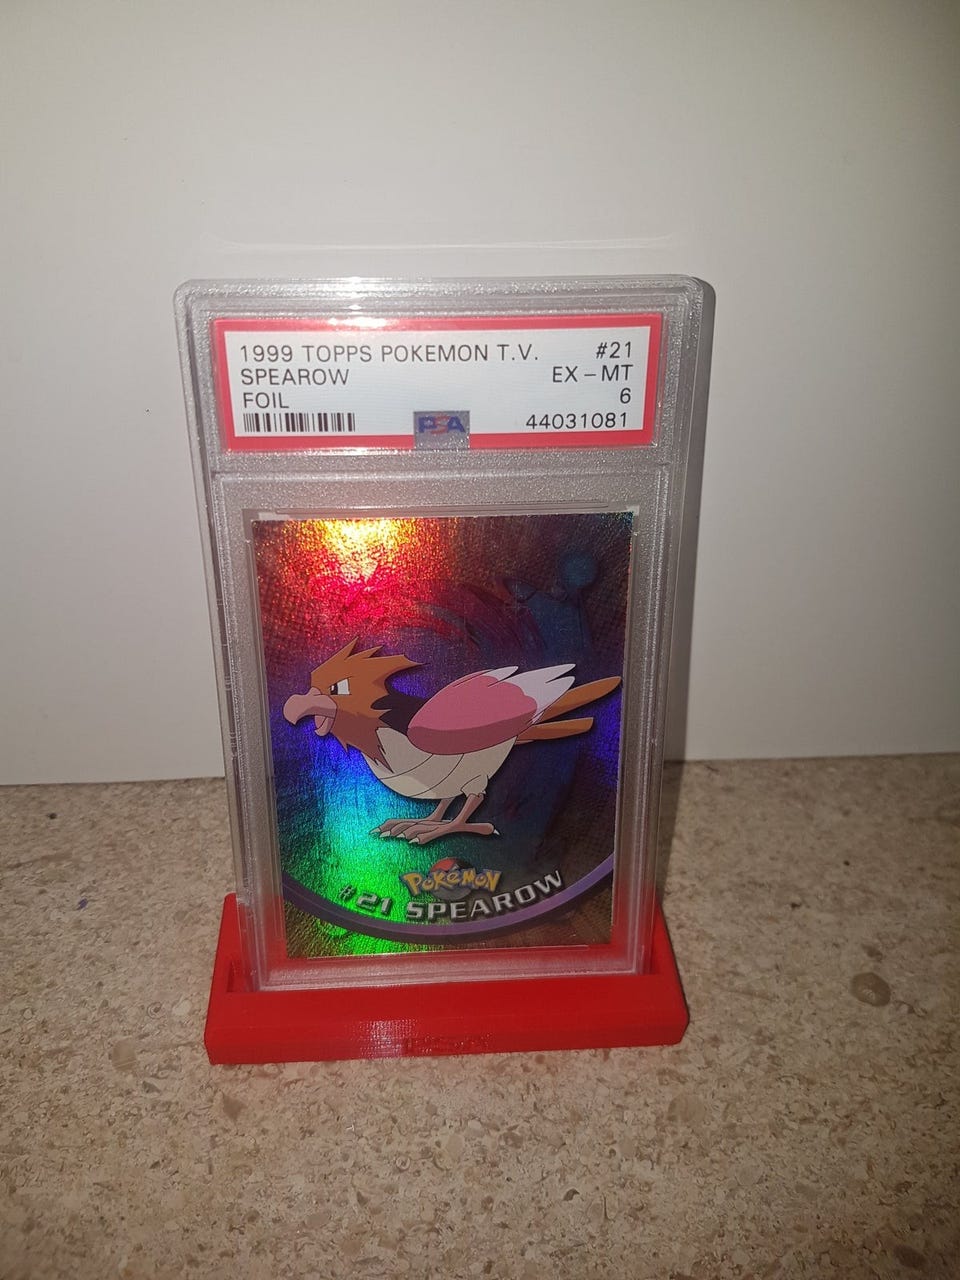 1999 TOPPS POKEMON T.V. #21
SPEAROW EX - MT
FOIL 6
PSA 44031081
POKéMON
#21 SPEAROW